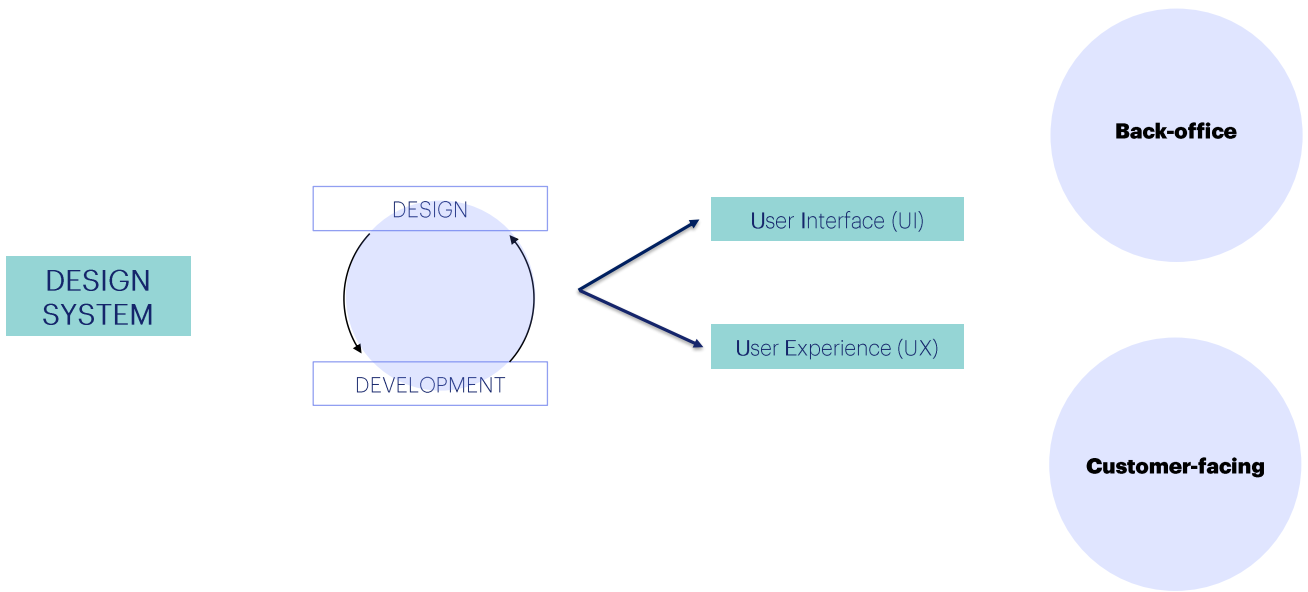 DESIGN
SYSTEM
DESIGN
DEVELOPMENT
User Interface (UI)
User Experience (UX)
Back-office
Customer-facing